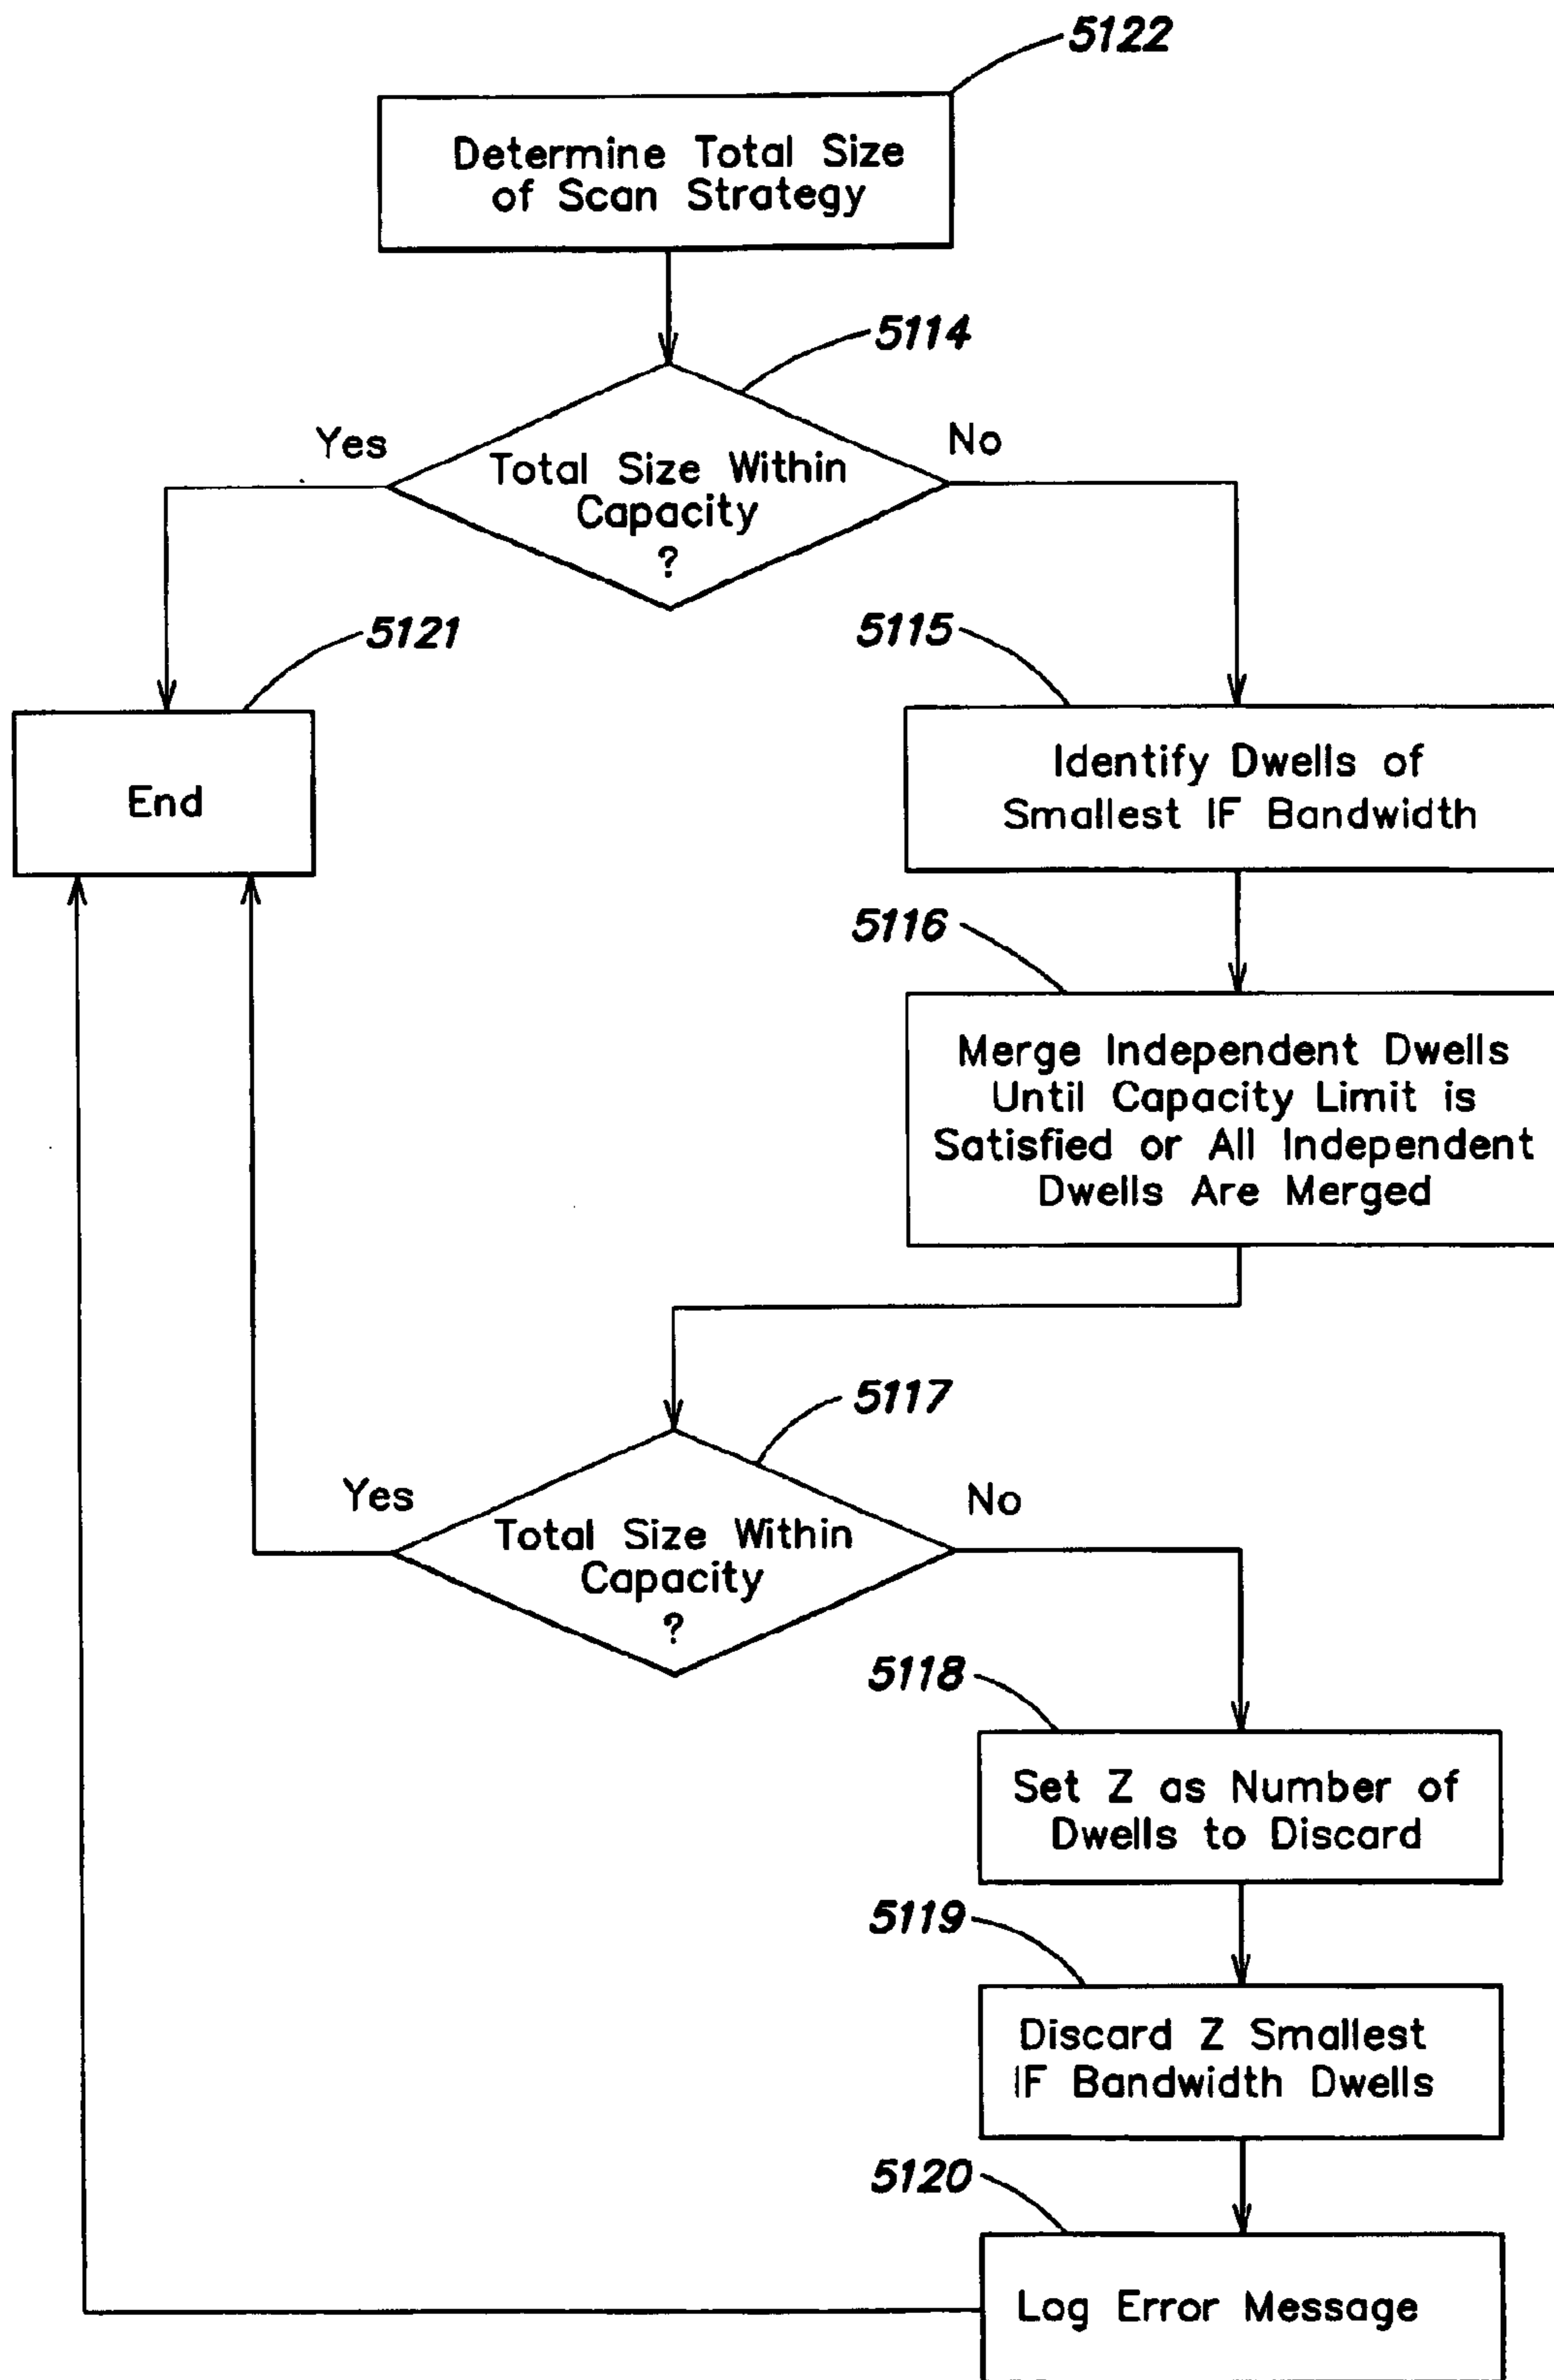 5122
Determine Total Size
of Scan Strategy
5114
Yes
No
Total Size Within
Capacity
?
5121
End
5115
Identify Dwells of
Smallest IF Bandwidth
5116
Merge Independent Dwells
Until Capacity Limit is
Satisfied or All Independent
Dwells Are Merged
5117
Yes
No
Total Size Within
Capacity
?
5118
Set Z as Number of
Dwells to Discard
5119
Discard Z Smallest
IF Bandwidth Dwells
5120
Log Error Message